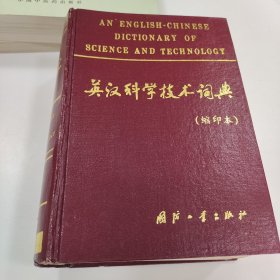 AN ENGLISH-CHINESE
DICTIONARY OF
SCIENCE AND TECHNOLOGY
英汉科学技术词典
(缩印本)
国防工业出版社